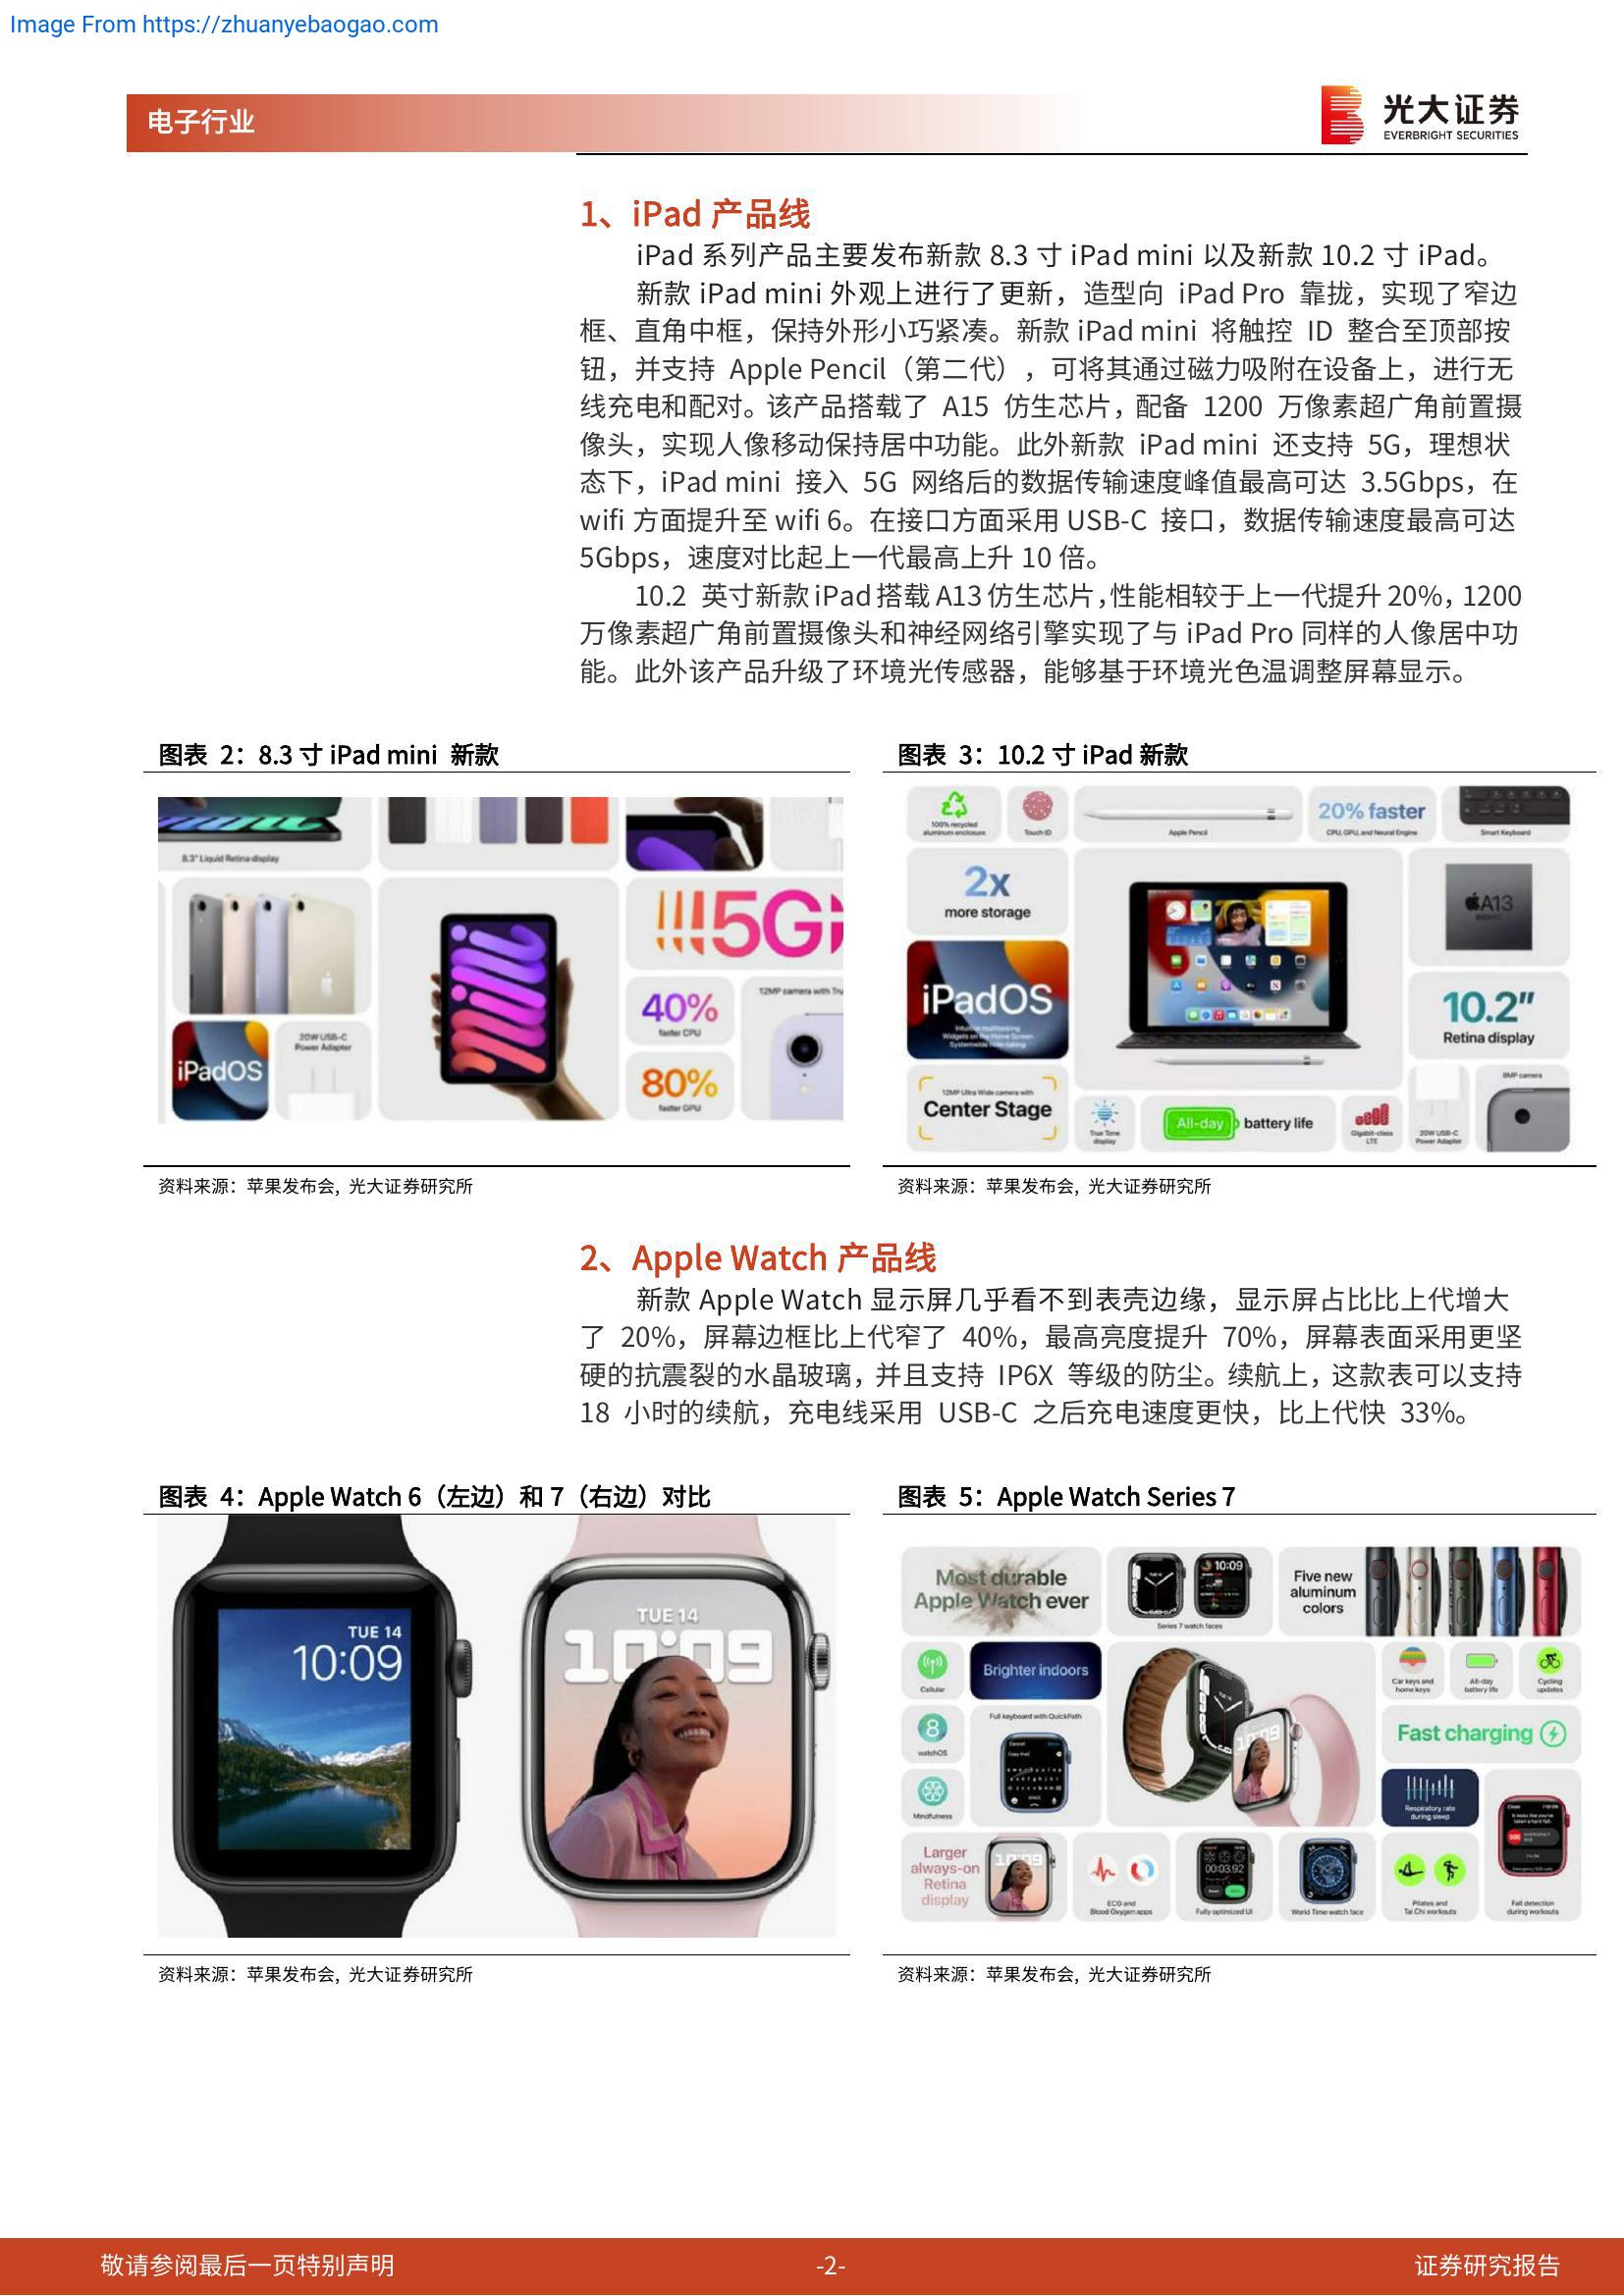 Image From https://zhuanyebaogao.com
电子行业
光大证券
EVERBRIGHT SECURITIES
1、iPad 产品线
iPad 系列产品主要发布新款 8.3 寸 iPad mini 以及新款 10.2 寸 iPad。
新款 iPad mini 外观上进行了更新，造型向 iPad Pro 靠拢，实现了窄边
框、直角中框，保持外形小巧紧凑。新款 iPad mini 将触控 ID 整合至顶部按
钮，并支持 Apple Pencil（第二代），可将其通过磁力吸附在设备上，进行无
线充电和配对。该产品搭载了 A15 仿生芯片，配备 1200 万像素超广角前置摄
像头，实现人像移动保持居中功能。此外新款 iPad mini 还支持 5G，理想状
态下，iPad mini 接入 5G 网络后的数据传输速度峰值最高可达 3.5Gbps，在
wifi 方面提升至 wifi 6。在接口方面采用 USB-C 接口，数据传输速度最高可达
5Gbps，速度对比起上一代最高上升 10 倍。
10.2 英寸新款 iPad 搭载 A13 仿生芯片，性能相较于上一代提升 20%，1200
万像素超广角前置摄像头和神经网络引擎实现了与 iPad Pro 同样的人像居中功
能。此外该产品升级了环境光传感器，能够基于环境光色温调整屏幕显示。
图表 2：8.3 寸 iPad mini 新款
8.3" Liquid Retina display
5G
40%
faster CPU
12MP camera with Tru
80%
faster GPU
iPadOS
20W USB-C
Power Adapter
资料来源：苹果发布会, 光大证券研究所
图表 3：10.2 寸 iPad 新款
100% recycled
aluminum enclosure
Touch ID
Apple Pencil
20% faster
CPU, GPU, and Neural Engine
Smart Keyboard
2x
more storage
A13
BIONIC
iPadOS
Intuitive multitasking
Widgets on the Home Screen
10.2"
Retina display
12MP Ultra Wide camera with
Center Stage
True Tone
display
All-day battery life
Gigabit-class
LTE
20W USB-C
Power Adapter
8MP camera
资料来源：苹果发布会, 光大证券研究所
2、Apple Watch 产品线
新款 Apple Watch 显示屏几乎看不到表壳边缘，显示屏占比比上代增大
了 20%，屏幕边框比上代窄了 40%，最高亮度提升 70%，屏幕表面采用更坚
硬的抗震裂的水晶玻璃，并且支持 IP6X 等级的防尘。续航上，这款表可以支持
18 小时的续航，充电线采用 USB-C 之后充电速度更快，比上代快 33%。
图表 4：Apple Watch 6（左边）和 7（右边）对比
TUE 14
10:09
TUE 14
10:09
资料来源：苹果发布会, 光大证券研究所
图表 5：Apple Watch Series 7
Most durable
Apple Watch ever
10:09
Series 7 watch faces
Five new
aluminum
colors
Cellular
Brighter indoors
Car keys and
home keys
All-day
battery life
Cycling
updates
8
watchOS
Full keyboard with QuickPath
Fast charging
Mindfulness
Respiratory rate
during sleep
Larger
always-on
Retina
display
ECG and
Blood Oxygen apps
00:03.92
Fully optimized UI
World Time watch face
Pilates and
Tai Chi workouts
Fall detection
during workouts
资料来源：苹果发布会, 光大证券研究所
敬请参阅最后一页特别声明
-2-
证券研究报告